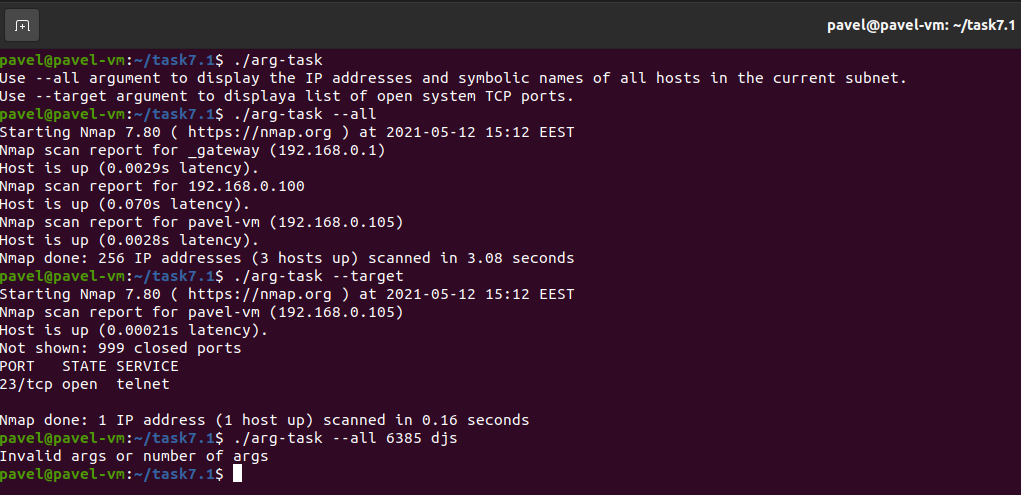 pavel@pavel-vm: ~/task7.1
pavel@pavel-vm:~/task7.1$ ./arg-task
Use --all argument to display the IP addresses and symbolic names of all hosts in the current subnet.
Use --target argument to displaya list of open system TCP ports.
pavel@pavel-vm:~/task7.1$ ./arg-task --all
Starting Nmap 7.80 ( https://nmap.org ) at 2021-05-12 15:12 EEST
Nmap scan report for _gateway (192.168.0.1)
Host is up (0.0029s latency).
Nmap scan report for 192.168.0.100
Host is up (0.070s latency).
Nmap scan report for pavel-vm (192.168.0.105)
Host is up (0.0028s latency).
Nmap done: 256 IP addresses (3 hosts up) scanned in 3.08 seconds
pavel@pavel-vm:~/task7.1$ ./arg-task --target
Starting Nmap 7.80 ( https://nmap.org ) at 2021-05-12 15:12 EEST
Nmap scan report for pavel-vm (192.168.0.105)
Host is up (0.00021s latency).
Not shown: 999 closed ports
PORT   STATE SERVICE
23/tcp open  telnet
Nmap done: 1 IP address (1 host up) scanned in 0.16 seconds
pavel@pavel-vm:~/task7.1$ ./arg-task --all 6385 djs
Invalid args or number of args
pavel@pavel-vm:~/task7.1$